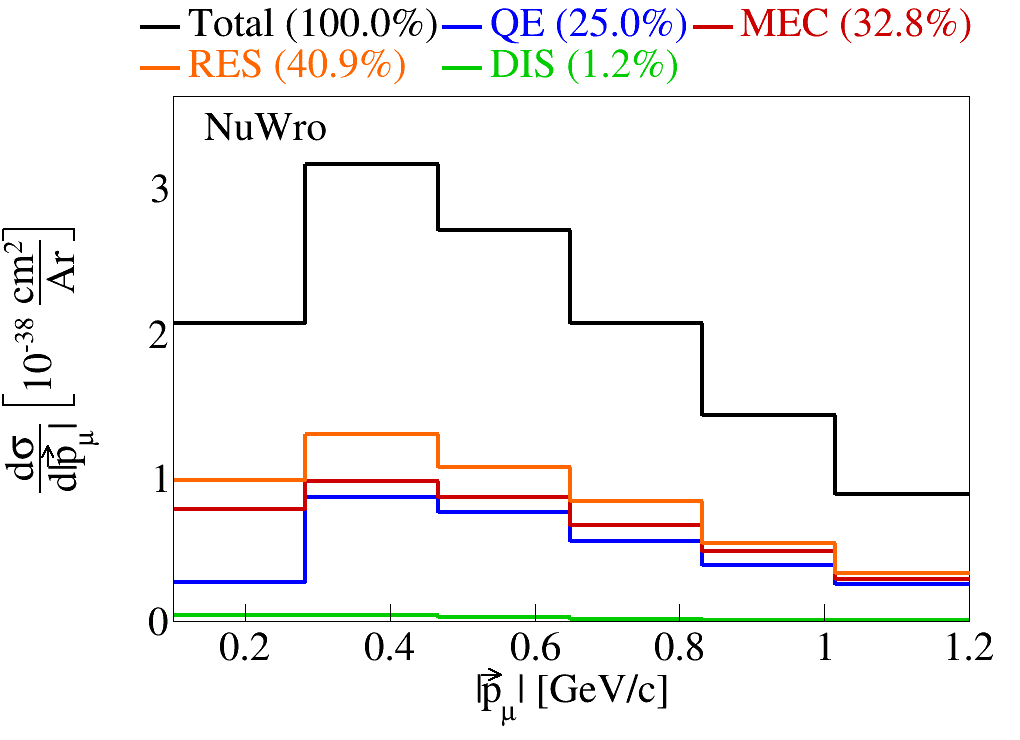 Total (100.0%) QE (25.0%) MEC (32.8%)
RES (40.9%) DIS (1.2%)
NuWro
3
2
1
0
0.2 0.4 0.6 0.8 1 1.2
|p⃗μ| [GeV/c]
dσ/d|p⃗μ| [10⁻³⁸ cm²/Ar]